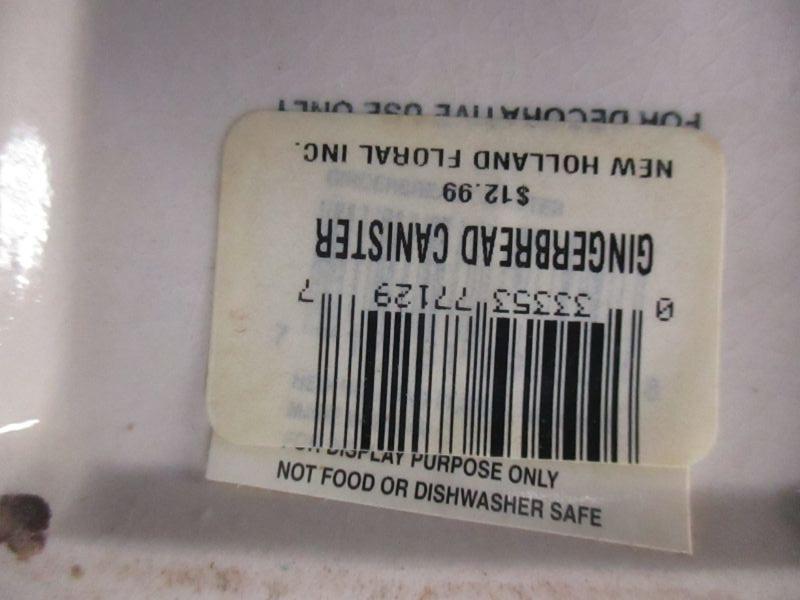 FOR DECORATIVE USE ONLY
NEW HOLLAND FLORAL INC.
$12.99
GINGERBREAD CANISTER
0 33353 77129 7
FOR DISPLAY PURPOSE ONLY
NOT FOOD OR DISHWASHER SAFE